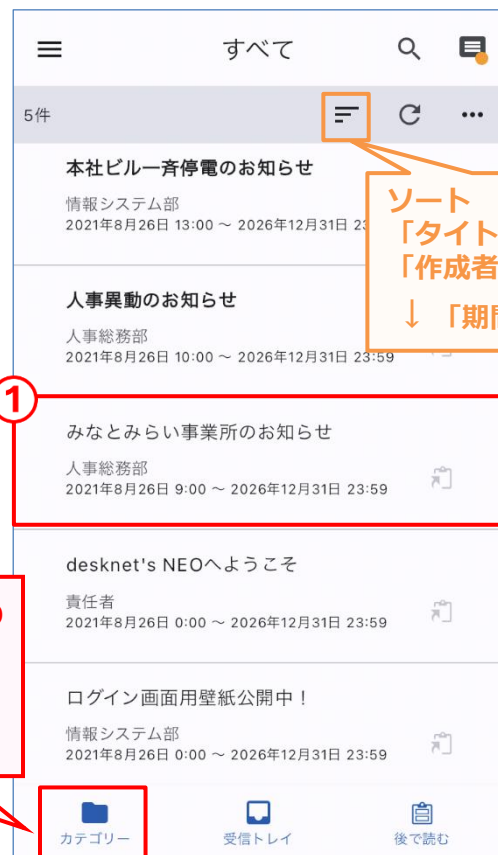 すべて
5件
本社ビル一斉停電のお知らせ
情報システム部
2021年8月26日 13:00 ～ 2026年12月31日 23
ソート
「タイト
「作成者
↓ 「期
人事異動のお知らせ
人事総務部
2021年8月26日 10:00 ～ 2026年12月31日 23:59
①
みなとみらい事業所のお知らせ
人事総務部
2021年8月26日 9:00 ～ 2026年12月31日 23:59
desknet's NEOへようこそ
責任者
2021年8月26日 0:00 ～ 2026年12月31日 23:59
ログイン画面用壁紙公開中！
情報システム部
2021年8月26日 0:00 ～ 2026年12月31日 23:59
カテゴリー
受信トレイ
後で読む